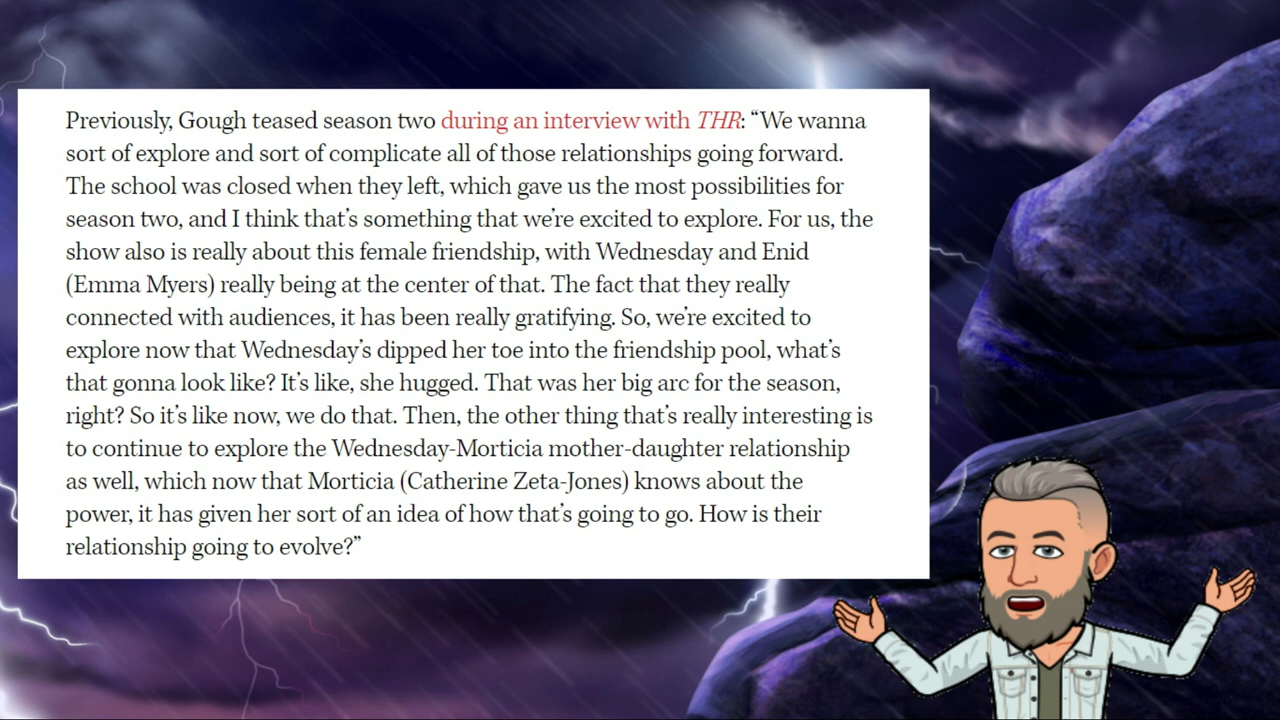 Previously, Gough teased season two during an interview with THR: “We wanna
sort of explore and sort of complicate all of those relationships going forward.
The school was closed when they left, which gave us the most possibilities for
season two, and I think that’s something that we’re excited to explore. For us, the
show also is really about this female friendship, with Wednesday and Enid
(Emma Myers) really being at the center of that. The fact that they really
connected with audiences, it has been really gratifying. So, we’re excited to
explore now that Wednesday’s dipped her toe into the friendship pool, what’s
that gonna look like? It’s like, she hugged. That was her big arc for the season,
right? So it’s like now, we do that. Then, the other thing that’s really interesting is
to continue to explore the Wednesday-Morticia mother-daughter relationship
as well, which now that Morticia (Catherine Zeta-Jones) knows about the
power, it has given her sort of an idea of how that’s going to go. How is their
relationship going to evolve?”